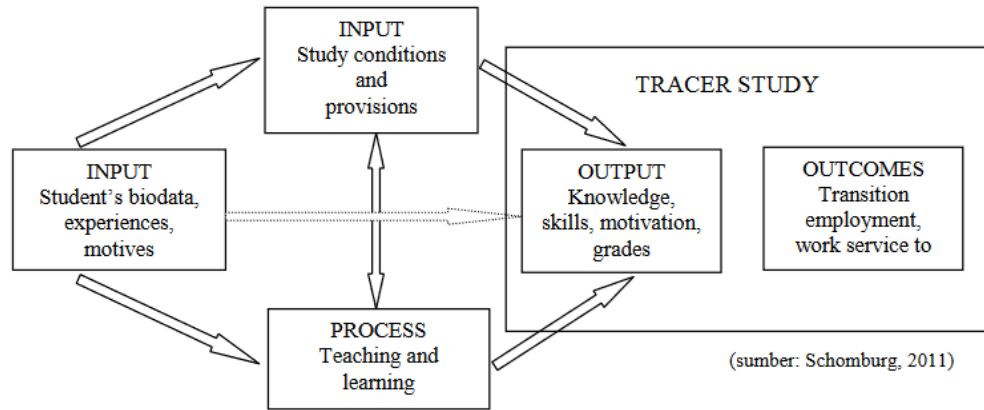 INPUT
Study conditions
and
provisions
TRACER STUDY
INPUT
Student's biodata,
experiences,
motives
OUTPUT
Knowledge,
skills, motivation,
grades
OUTCOMES
Transition
employment,
work service to
PROCESS
Teaching and
learning
(sumber: Schomburg, 2011)